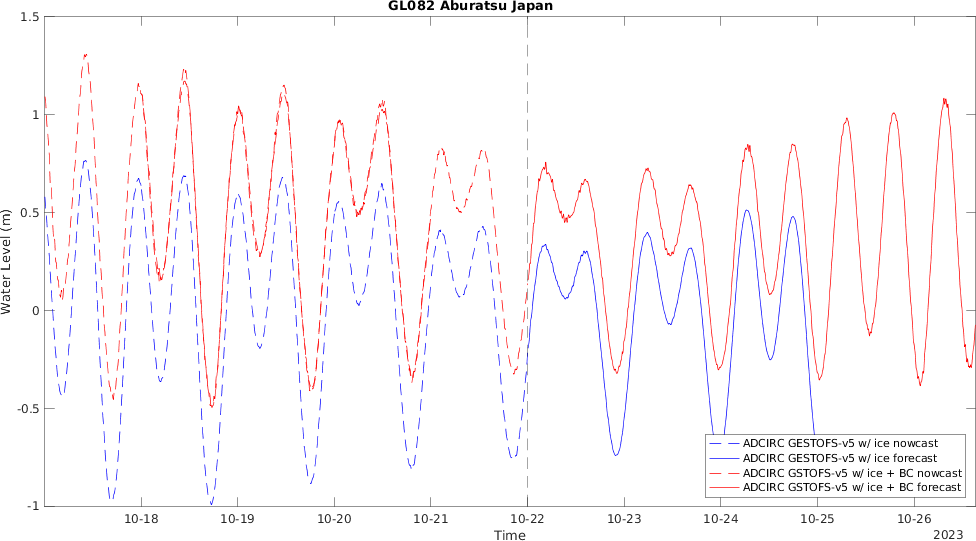 GL082 Aburatsu Japan
1.5
1
0.5
0
-0.5
-1
Water Level (m)
ADCIRC GESTOFS-v5 w/ ice nowcast
ADCIRC GESTOFS-v5 w/ ice forecast
ADCIRC GSTOFS-v5 w/ ice + BC nowcast
ADCIRC GSTOFS-v5 w/ ice + BC forecast
10-18 10-19 10-20 10-21 10-22 10-23 10-24 10-25 10-26
Time
2023